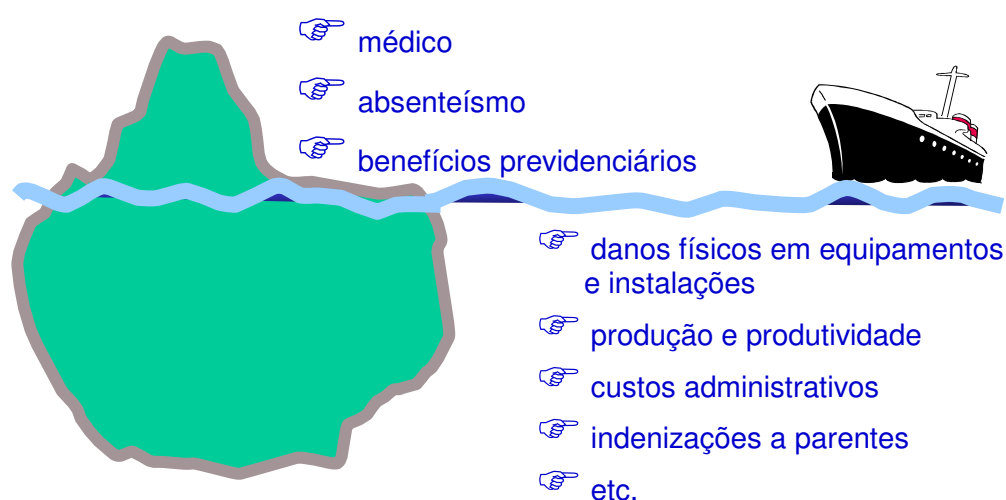 ☞ médico
☞ absenteísmo
☞ benefícios previdenciários
☞ danos físicos em equipamentos
e instalações
☞ produção e produtividade
☞ custos administrativos
☞ indenizações a parentes
☞ etc.